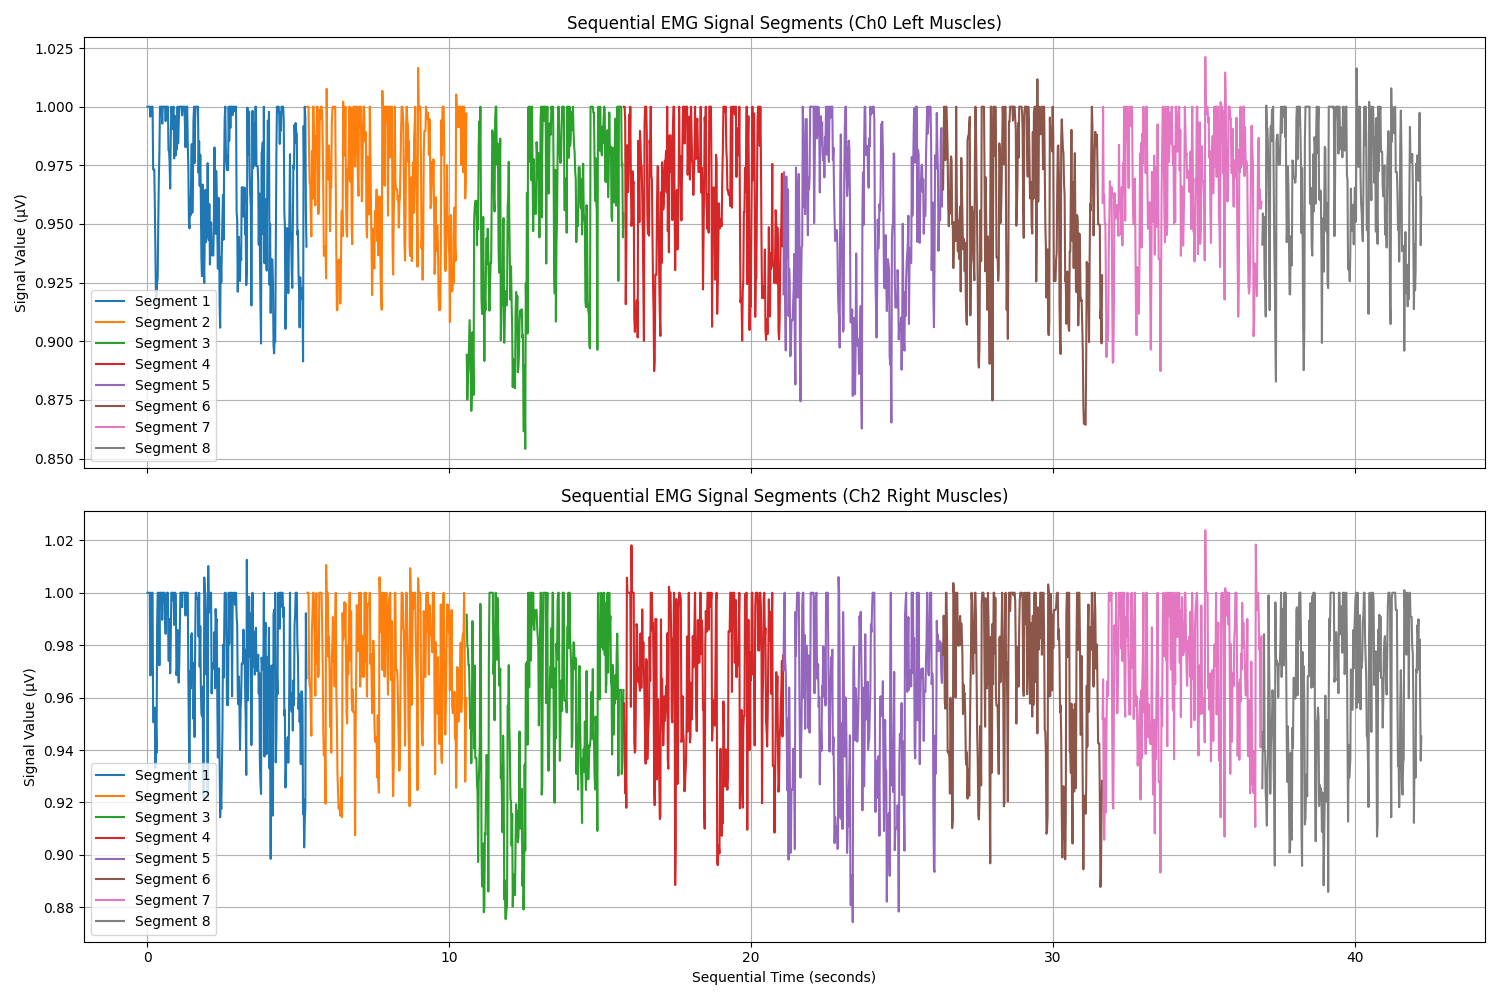 Sequential EMG Signal Segments (Ch0 Left Muscles)
Signal Value (µV)
1.025
1.000
0.975
0.950
0.925
0.900
0.875
0.850
Segment 1
Segment 2
Segment 3
Segment 4
Segment 5
Segment 6
Segment 7
Segment 8
Sequential EMG Signal Segments (Ch2 Right Muscles)
Signal Value (µV)
1.02
1.00
0.98
0.96
0.94
0.92
0.90
0.88
Segment 1
Segment 2
Segment 3
Segment 4
Segment 5
Segment 6
Segment 7
Segment 8
0 10 20 30 40
Sequential Time (seconds)